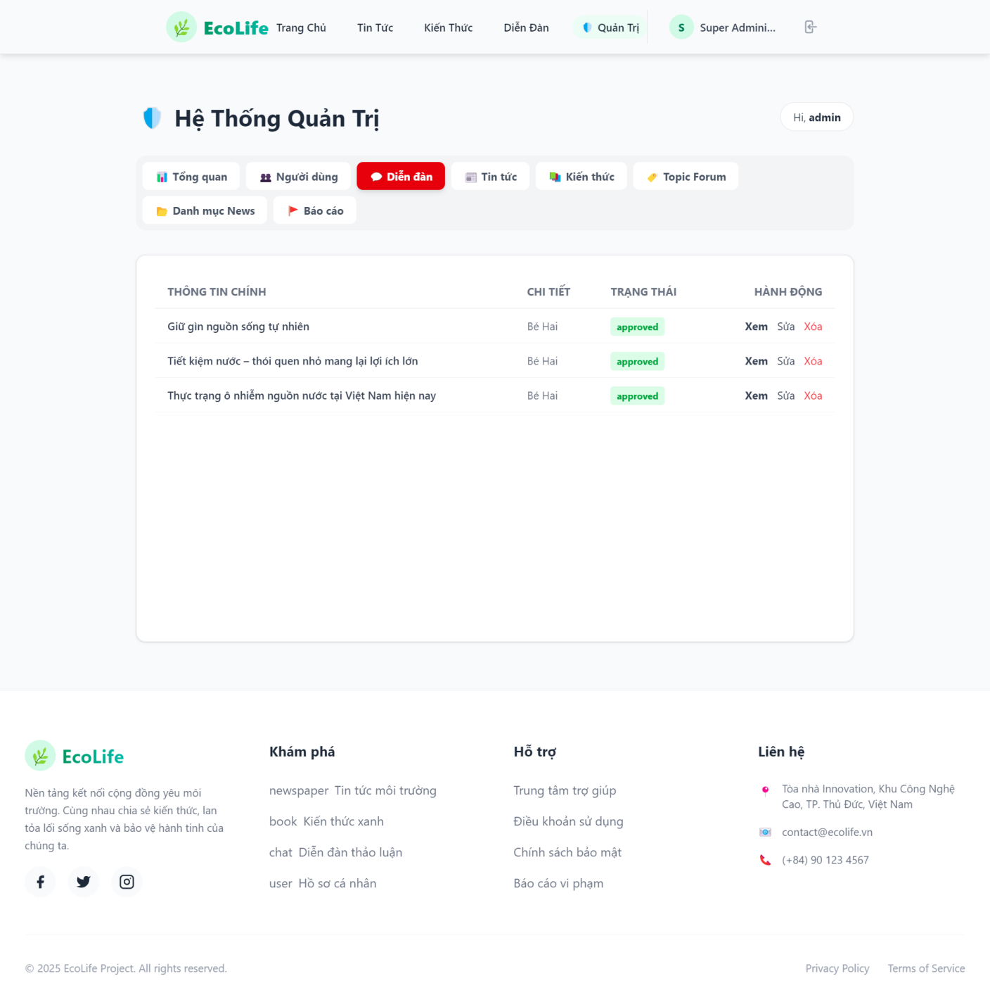 EcoLife Trang Chủ Tin Tức Kiến Thức Diễn Đàn Quản Trị S Super Admini...
Hệ Thống Quản Trị
Hi, admin
Tổng quan Người dùng Diễn đàn Tin tức Kiến thức Topic Forum
Danh mục News Báo cáo
THÔNG TIN CHÍNH CHI TIẾT TRẠNG THÁI HÀNH ĐỘNG
Giữ gìn nguồn sống tự nhiên Bé Hai approved Xem Sửa Xóa
Tiết kiệm nước – thói quen nhỏ mang lại lợi ích lớn Bé Hai approved Xem Sửa Xóa
Thực trạng ô nhiễm nguồn nước tại Việt Nam hiện nay Bé Hai approved Xem Sửa Xóa
EcoLife
Nền tảng kết nối cộng đồng yêu môi
trường. Cùng nhau chia sẻ kiến thức, lan
tỏa lối sống xanh và bảo vệ hành tinh của
chúng ta.
Khám phá
newspaper Tin tức môi trường
book Kiến thức xanh
chat Diễn đàn thảo luận
user Hồ sơ cá nhân
Hỗ trợ
Trung tâm trợ giúp
Điều khoản sử dụng
Chính sách bảo mật
Báo cáo vi phạm
Liên hệ
Tòa nhà Innovation, Khu Công Nghệ
Cao, TP. Thủ Đức, Việt Nam
contact@ecolife.vn
(+84) 90 123 4567
© 2025 EcoLife Project. All rights reserved.
Privacy Policy Terms of Service